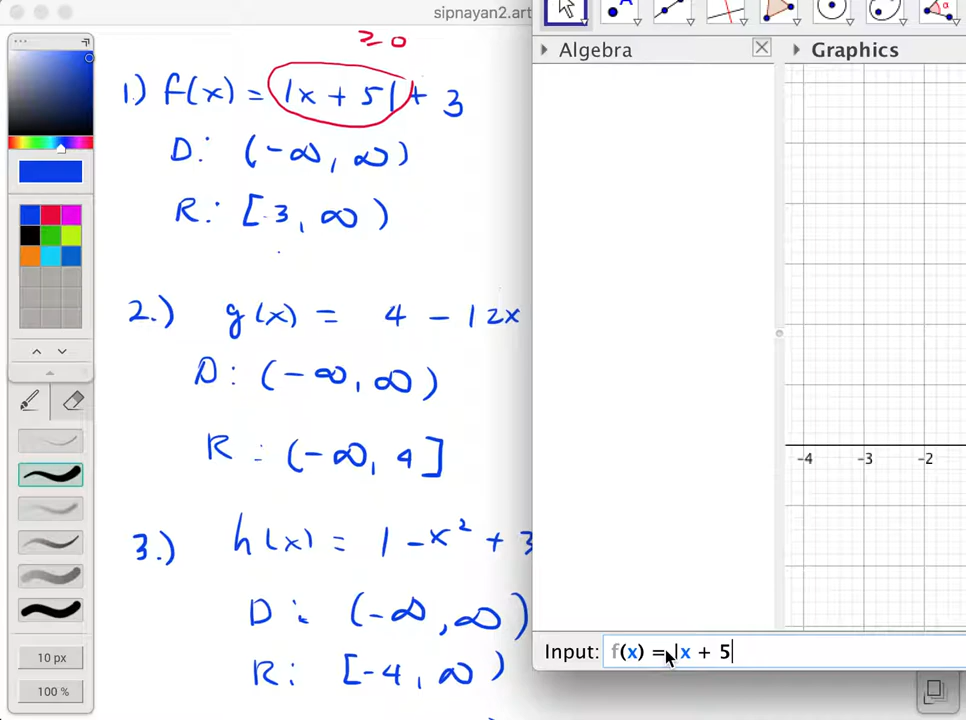 sipnayan2.art
≥ 0
1) f(x) = |x + 5| + 3
D: (-∞, ∞)
R: [3, ∞)
2.) g(x) = 4 - |2x
D: (-∞, ∞)
R: (-∞, 4]
3.) h(x) = |-x² + 3
D: (-∞, ∞)
R: [-4, ∞)
10 px
100 %
Algebra
Graphics
-4 -3 -2
Input: f(x) = |x + 5